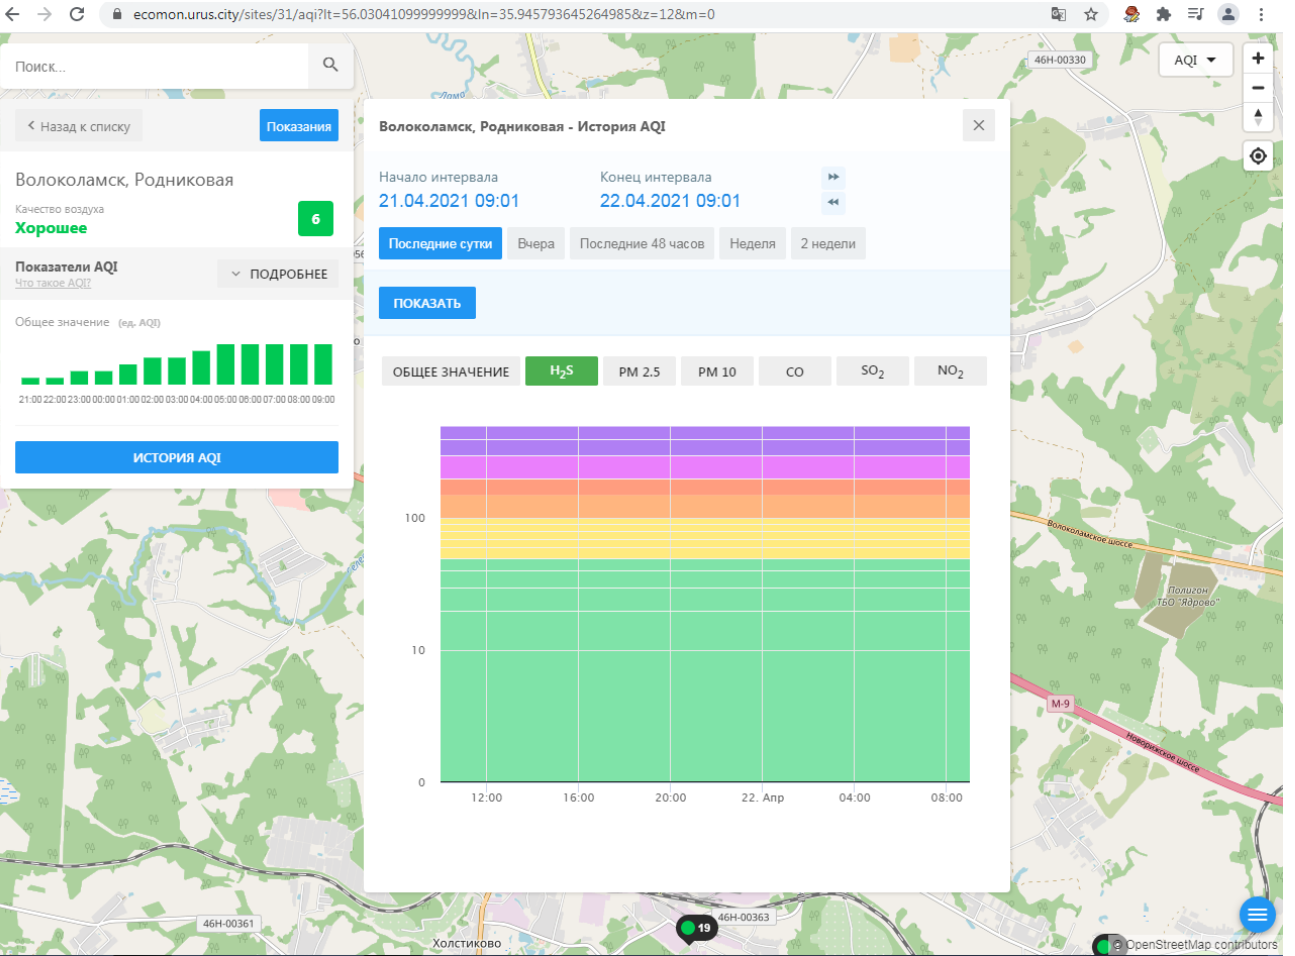 ecomon.urus.city/sites/31/aqi?lt=56.03041099999999&ln=35.945793645264985&z=12&m=0
Поиск...
46Н-00330
AQI
Назад к списку
Показания
Волоколамск, Родниковая
Качество воздуха
Хорошее
6
Показатели AQI
Что такое AQI?
ПОДРОБНЕЕ
Общее значение (ед. AQI)
21:00 22:00 23:00 00:00 01:00 02:00 03:00 04:00 05:00 06:00 07:00 08:00 09:00
ИСТОРИЯ AQI
Волоколамск, Родниковая - История AQI
Начало интервала
21.04.2021 09:01
Конец интервала
22.04.2021 09:01
Последние сутки
Вчера
Последние 48 часов
Неделя
2 недели
ПОКАЗАТЬ
ОБЩЕЕ ЗНАЧЕНИЕ
H2S
PM 2.5
PM 10
CO
SO2
NO2
100
10
0
12:00
16:00
20:00
22. Апр
04:00
08:00
Волоколамское шоссе
Полигон
ТБО "Ядрово"
М-9
Новорижское шоссе
46Н-00361
Холстиково
19
46Н-00363
© OpenStreetMap contributors